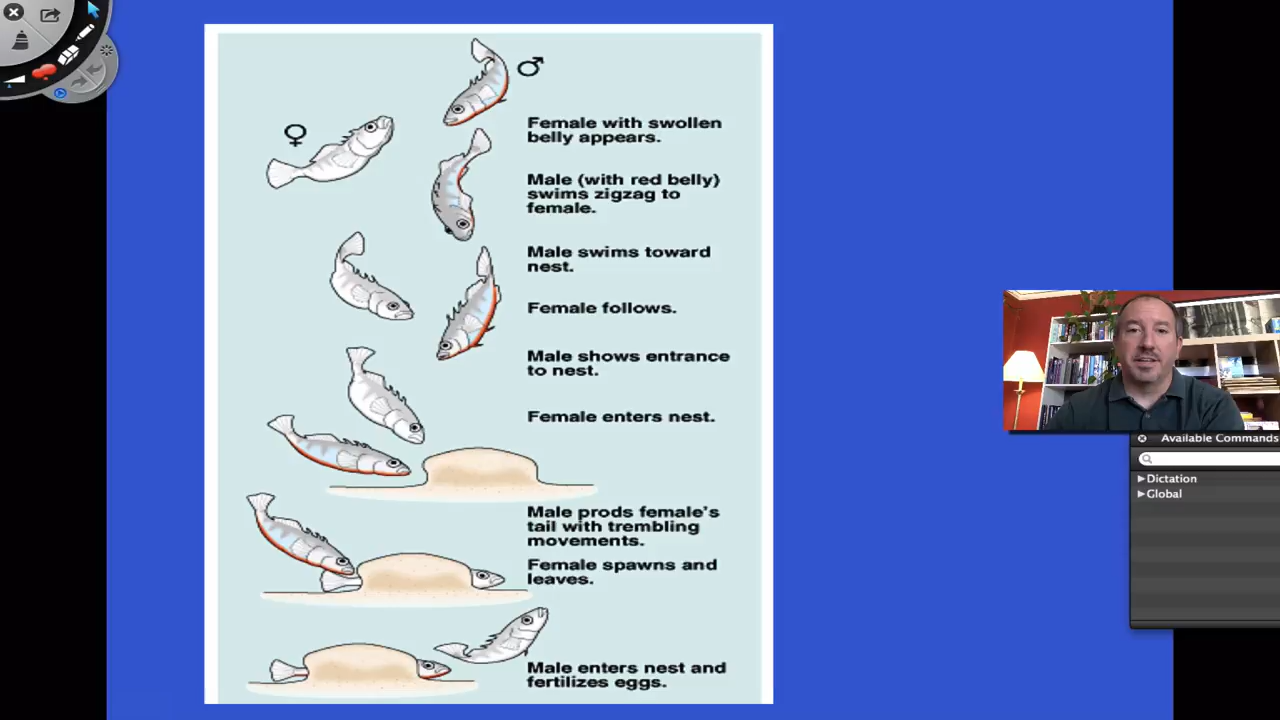 ♂
♀
Female with swollen
belly appears.
Male (with red belly)
swims zigzag to
female.
Male swims toward
nest.
Female follows.
Male shows entrance
to nest.
Female enters nest.
Male prods female's
tail with trembling
movements.
Female spawns and
leaves.
Male enters nest and
fertilizes eggs.
Available Commands
Dictation
Global